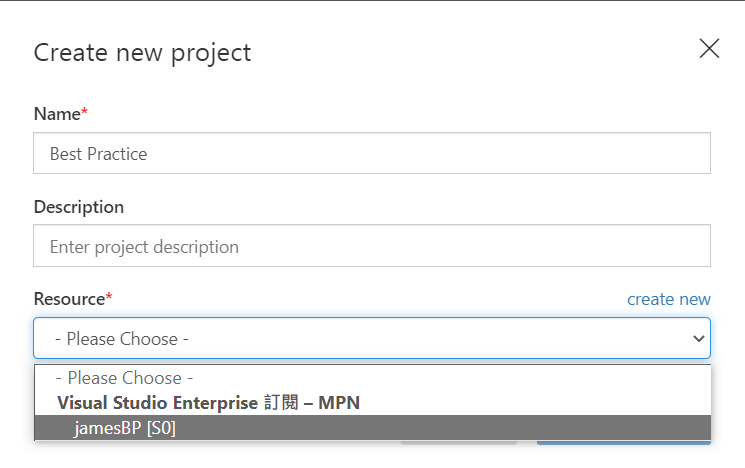 Create new project
Name*
Best Practice
Description
Enter project description
Resource*
create new
- Please Choose -
- Please Choose -
Visual Studio Enterprise 訂閱 – MPN
jamesBP [S0]